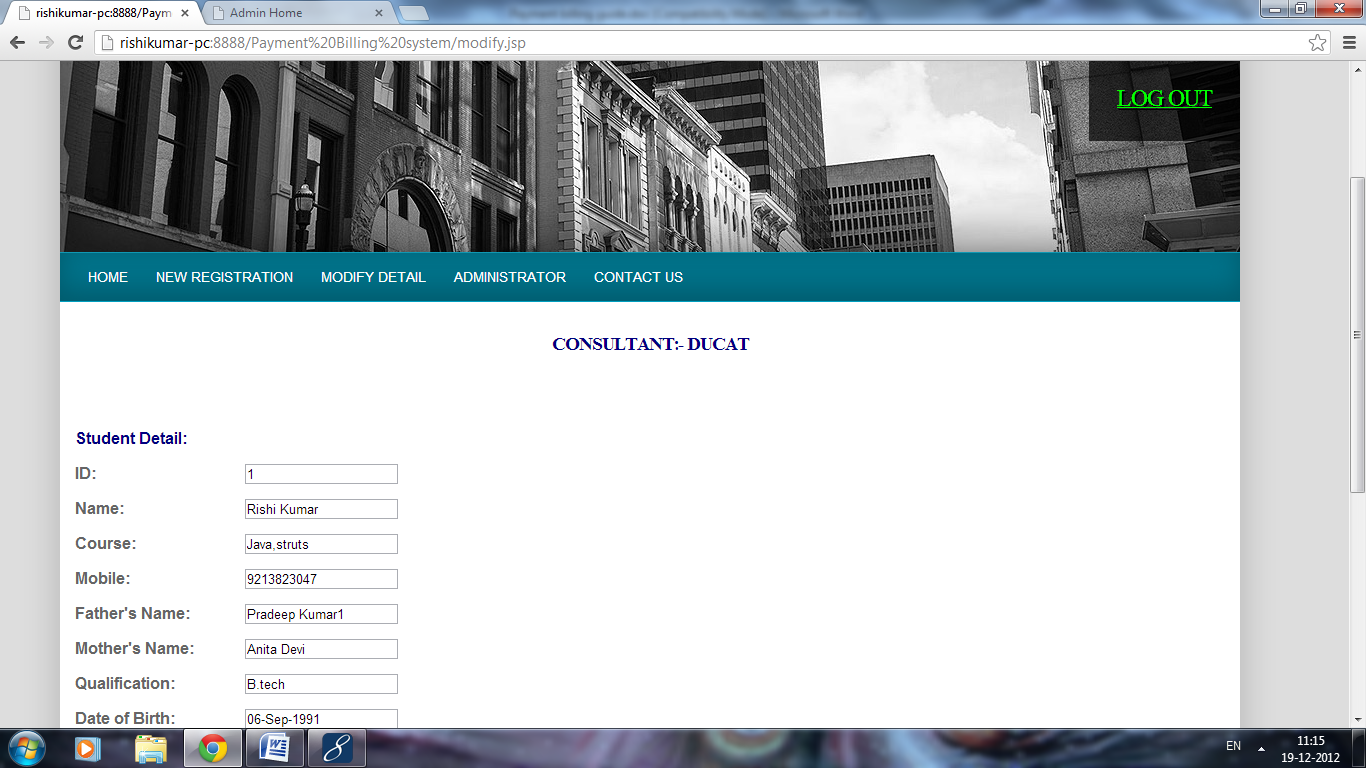 rishikumar-pc:8888/Paym
Admin Home
rishikumar-pc:8888/Payment%20Billing%20system/modify.jsp
LOG OUT
HOME NEW REGISTRATION MODIFY DETAIL ADMINISTRATOR CONTACT US
CONSULTANT:- DUCAT
Student Detail:
ID: 1
Name: Rishi Kumar
Course: Java,struts
Mobile: 9213823047
Father's Name: Pradeep Kumar1
Mother's Name: Anita Devi
Qualification: B.tech
Date of Birth: 06-Sep-1991
EN
11:15
19-12-2012